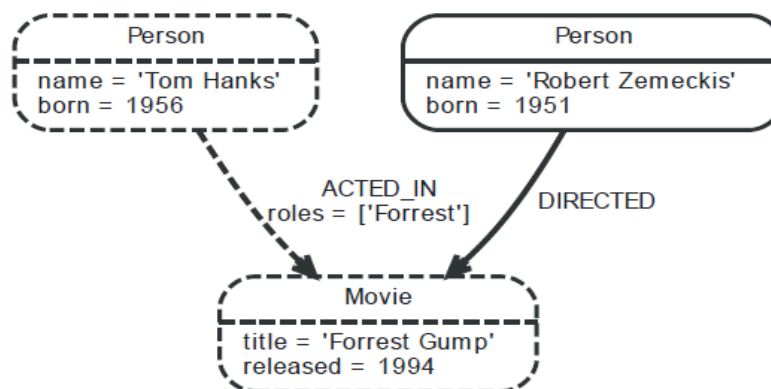 Person
name = 'Tom Hanks'
born = 1956
Person
name = 'Robert Zemeckis'
born = 1951
ACTED_IN
roles = ['Forrest']
DIRECTED
Movie
title = 'Forrest Gump'
released = 1994